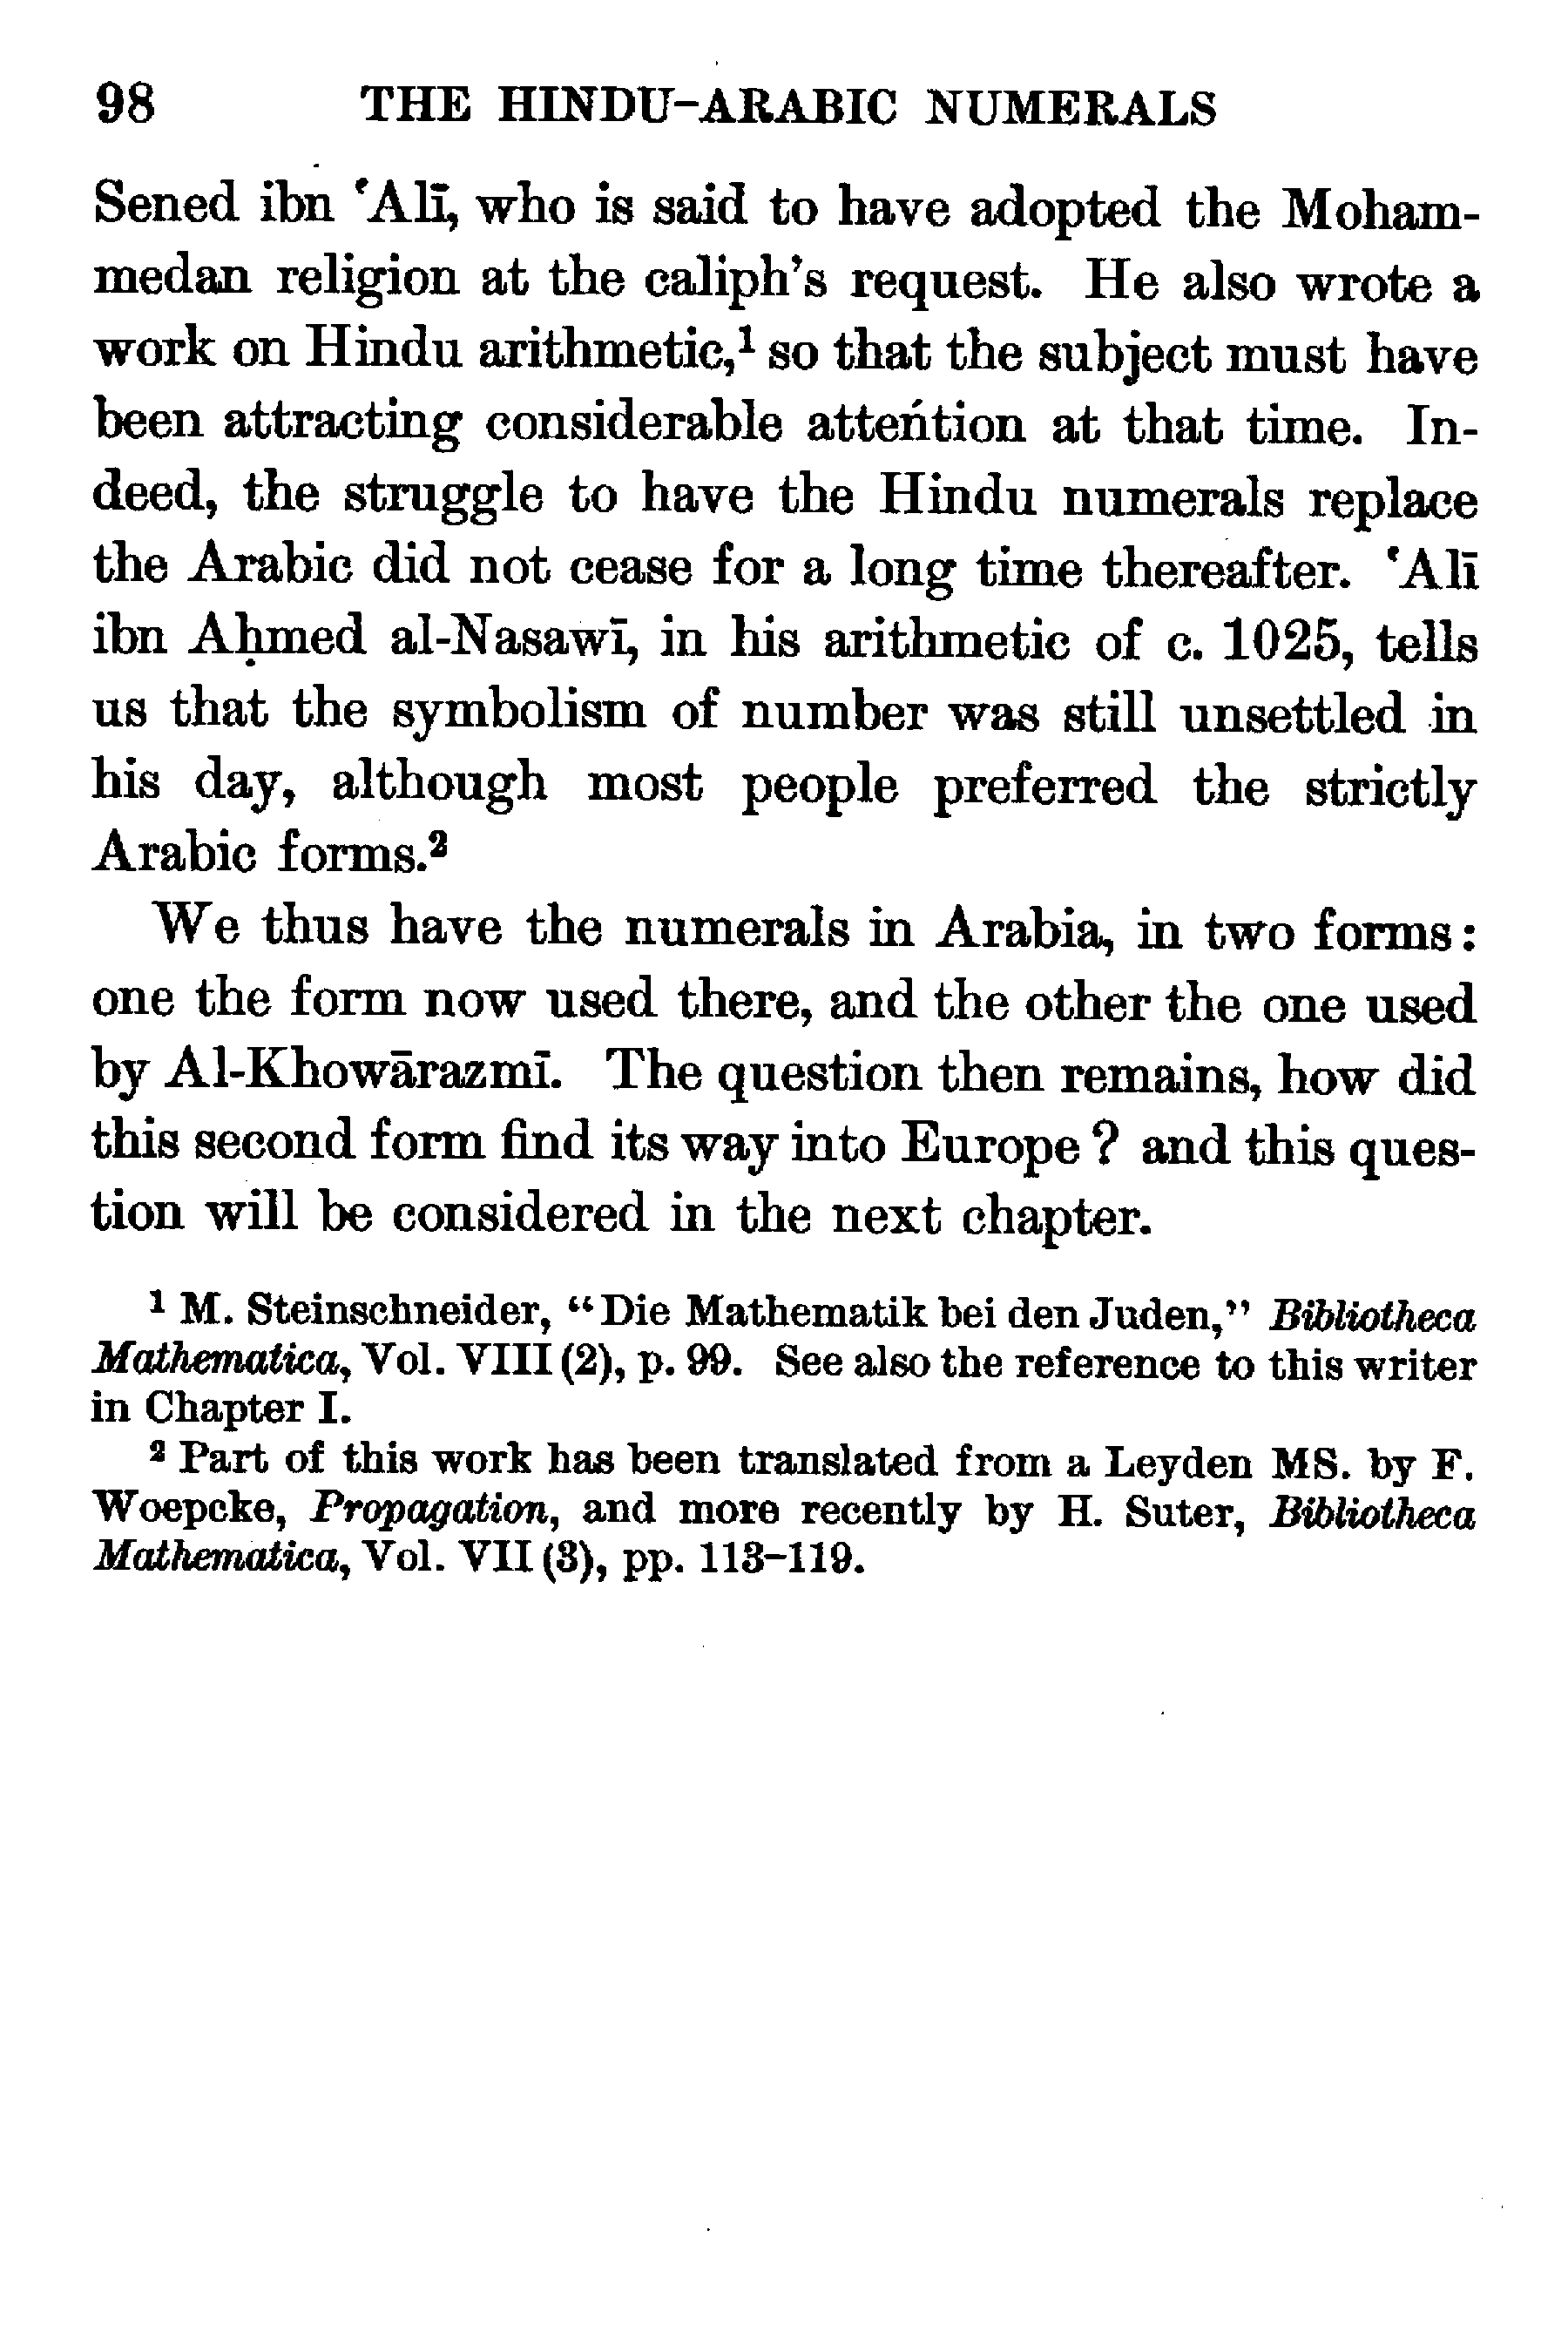 98 THE HINDU-ARABIC NUMERALS
Sened ibn ʿAlī, who is said to have adopted the Moham-
medan religion at the caliph's request. He also wrote a
work on Hindu arithmetic,¹ so that the subject must have
been attracting considerable attention at that time. In-
deed, the struggle to have the Hindu numerals replace
the Arabic did not cease for a long time thereafter. ʿAlī
ibn Aḥmed al-Nasawī, in his arithmetic of c. 1025, tells
us that the symbolism of number was still unsettled in
his day, although most people preferred the strictly
Arabic forms.²
We thus have the numerals in Arabia, in two forms:
one the form now used there, and the other the one used
by Al-Khowārazmī. The question then remains, how did
this second form find its way into Europe? and this ques-
tion will be considered in the next chapter.
¹ M. Steinschneider, “Die Mathematik bei den Juden,” Bibliotheca
Mathematica, Vol. VIII (2), p. 99. See also the reference to this writer
in Chapter I.
² Part of this work has been translated from a Leyden MS. by F.
Woepcke, Propagation, and more recently by H. Suter, Bibliotheca
Mathematica, Vol. VII (3), pp. 113–119.